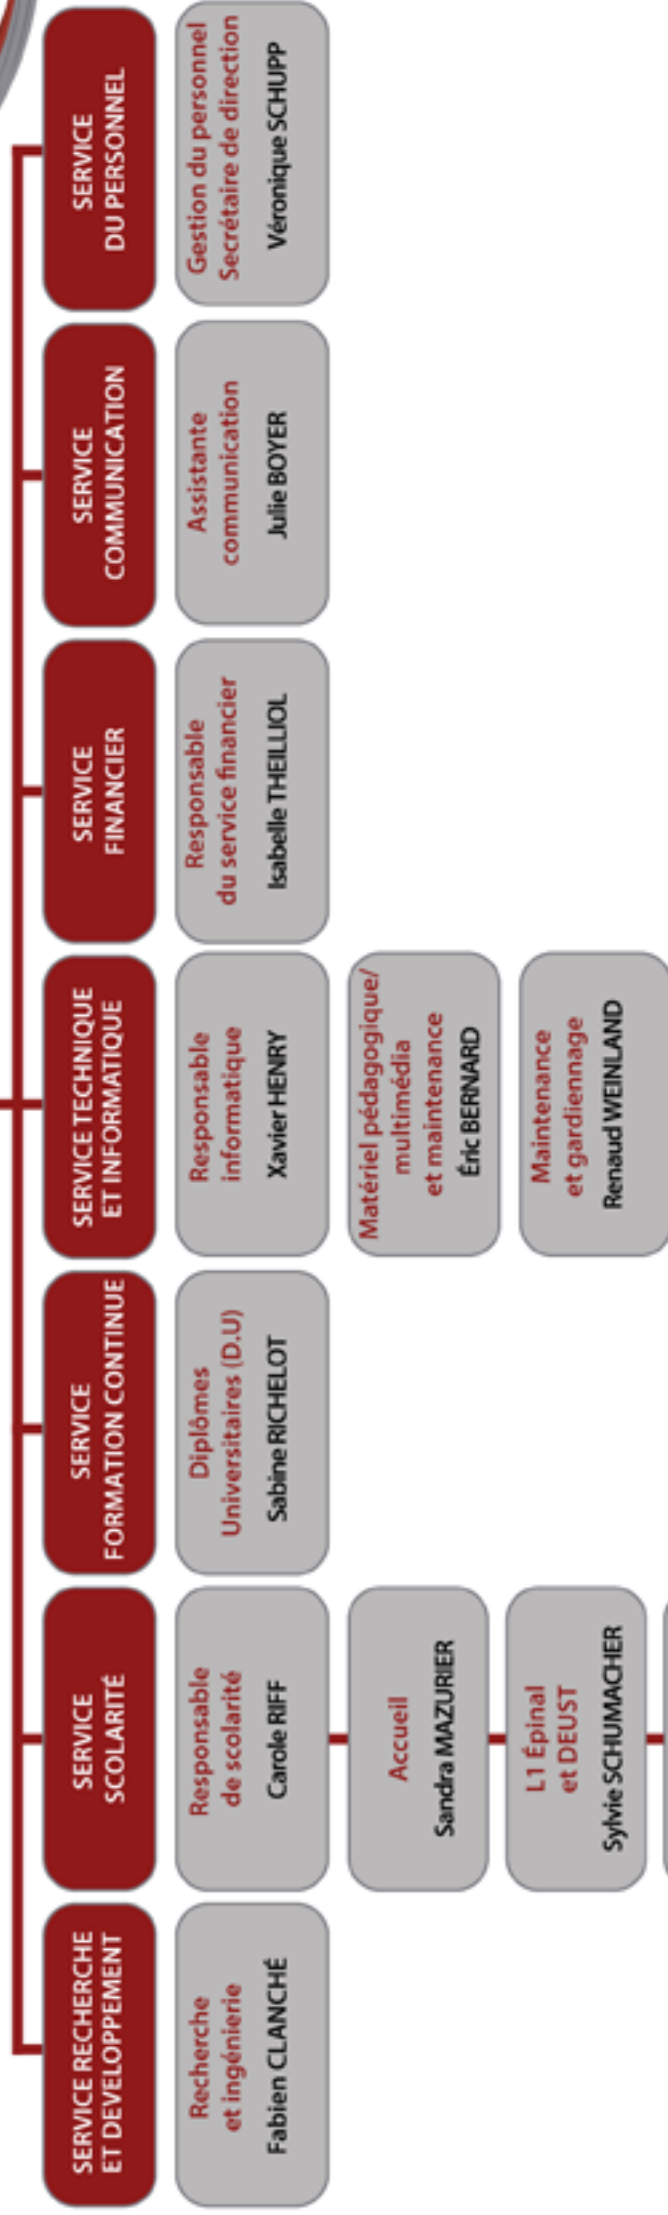 SERVICE RECHERCHE
ET DEVELOPPEMENT
Recherche
et ingénierie
Fabien CLANCHÉ
SERVICE
SCOLARITÉ
Responsable
de scolarité
Carole RIFF
Accueil
Sandra MAZURIER
L1 Épinal
et DEUST
Sylvie SCHUMACHER
SERVICE
FORMATION CONTINUE
Diplômes
Universitaires (D.U)
Sabine RICHELOT
SERVICE TECHNIQUE
ET INFORMATIQUE
Responsable
informatique
Xavier HENRY
Matériel pédagogique/
multimédia
et maintenance
Éric BERNARD
Maintenance
et gardiennage
Renaud WEINLAND
SERVICE
FINANCIER
Responsable
du service financier
Isabelle THEILLIOL
SERVICE
COMMUNICATION
Assistante
communication
Julie BOYER
SERVICE
DU PERSONNEL
Gestion du personnel
Secrétaire de direction
Véronique SCHUPP